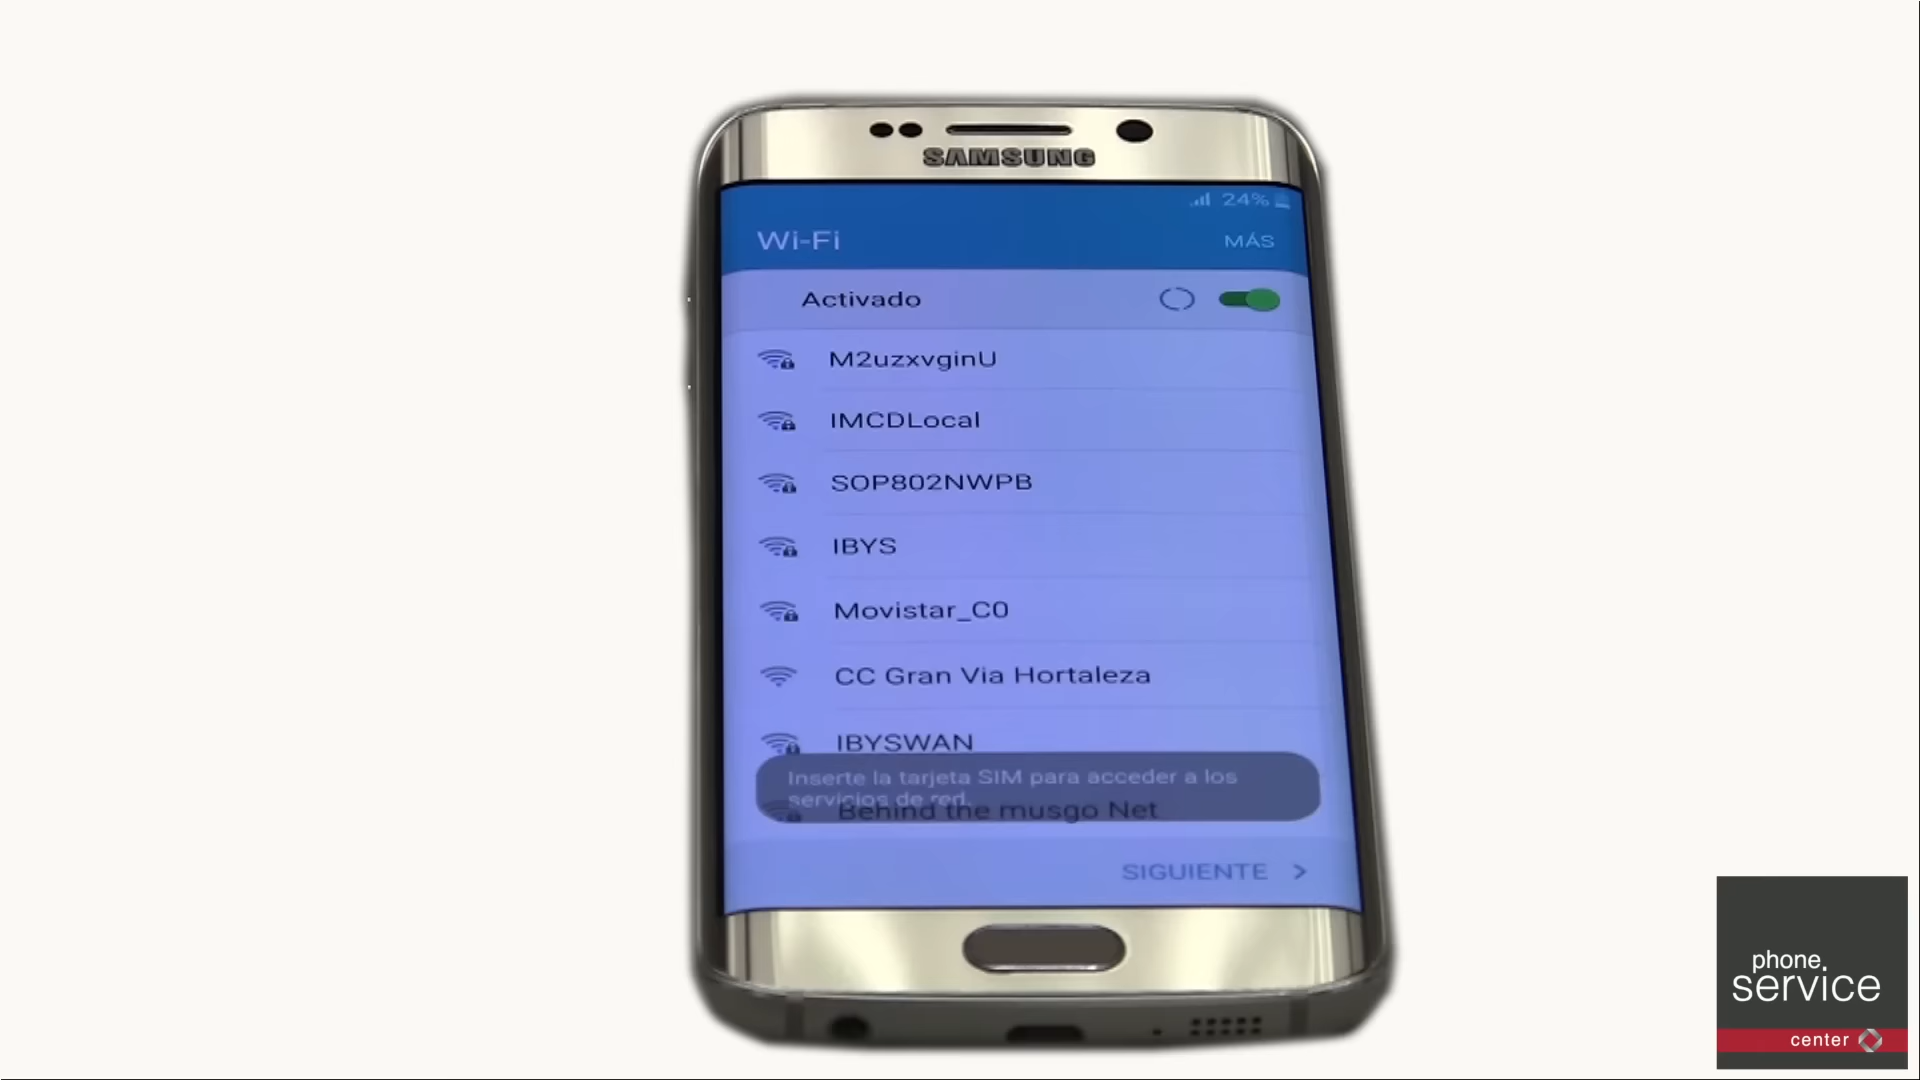 SAMSUNG
24%
Wi-Fi MÁS
Activado
M2uzxvginU
IMCDLocal
SOP802NWPB
IBYS
Movistar_C0
CC Gran Via Hortaleza
IBYSWAN
Inserte la tarjeta SIM para acceder a los
servicios de red.
Behind the musgo Net
SIGUIENTE >
phone
service
center